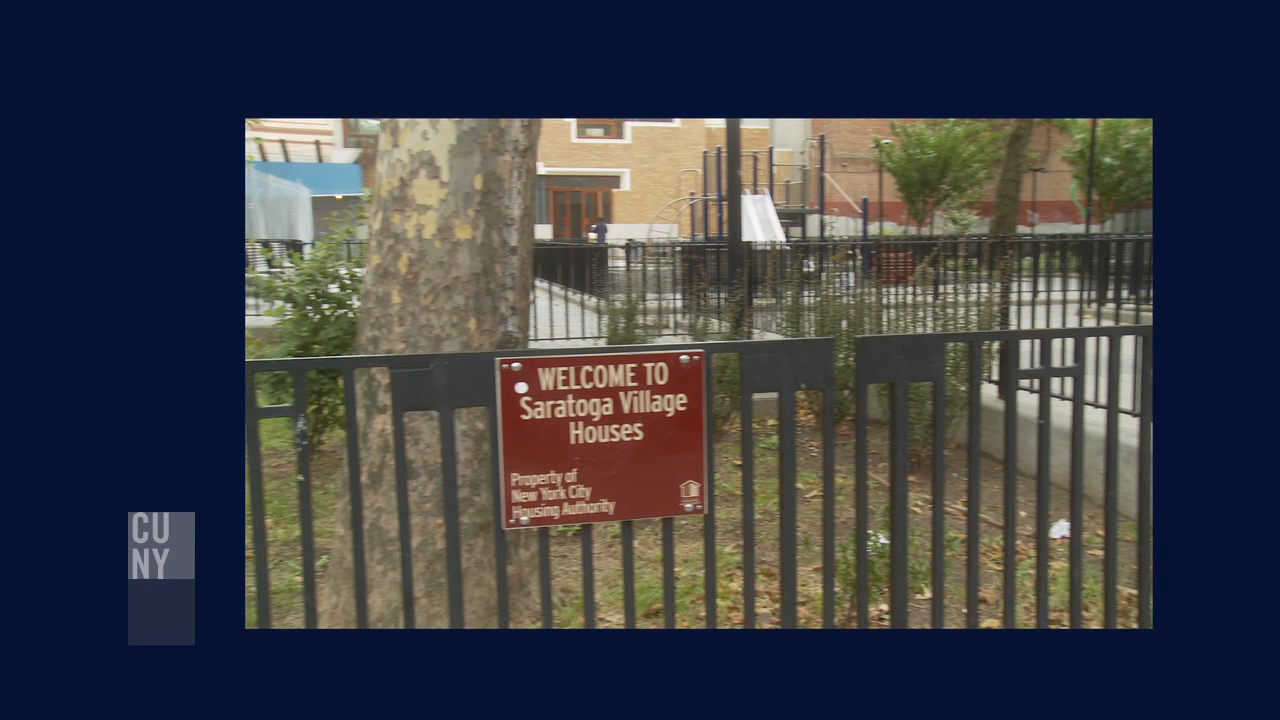 WELCOME TO
Saratoga Village
Houses
Property of
New York City
Housing Authority
CU
NY